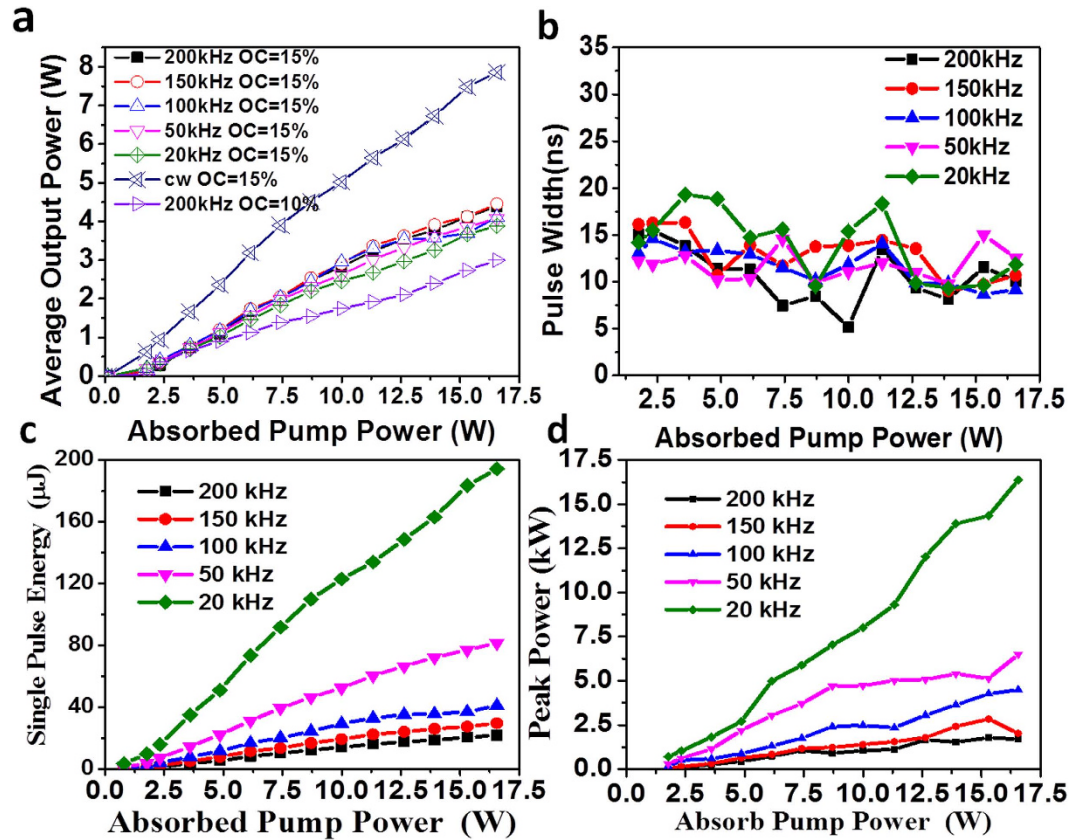 a
Average Output Power (W)
8
7
6
5
4
3
2
1
0
200kHz OC=15%
150kHz OC=15%
100kHz OC=15%
50kHz OC=15%
20kHz OC=15%
cw OC=15%
200kHz OC=10%
0.0 2.5 5.0 7.5 10.0 12.5 15.0 17.5
Absorbed Pump Power (W)
b
Pulse Width(ns)
35
30
25
20
15
10
5
0
200kHz
150kHz
100kHz
50kHz
20kHz
2.5 5.0 7.5 10.0 12.5 15.0 17.5
Absorbed Pump Power (W)
c
Single Pulse Energy (μJ)
200
160
120
80
40
0
200 kHz
150 kHz
100 kHz
50 kHz
20 kHz
0.0 2.5 5.0 7.5 10.0 12.5 15.0 17.5
Absorbed Pump Power (W)
d
Peak Power (kW)
17.5
15.0
12.5
10.0
7.5
5.0
2.5
0.0
200 kHz
150 kHz
100 kHz
50 kHz
20 kHz
0.0 2.5 5.0 7.5 10.0 12.5 15.0 17.5
Absorb Pump Power (W)